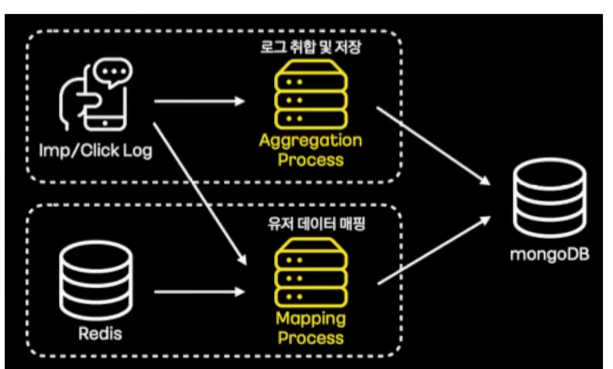 로그 취합 및 저장
Imp/Click Log
Aggregation
Process
유저 데이터 매핑
mongoDB
Redis
Mapping
Process